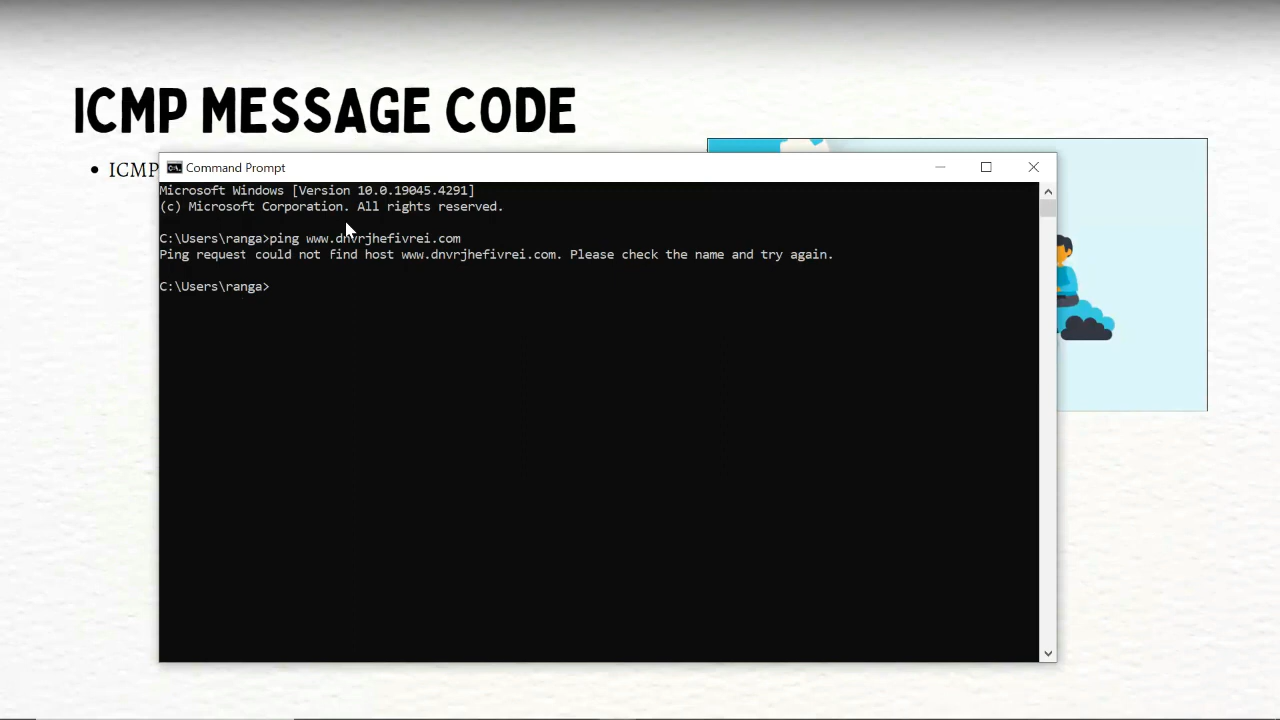 ICMP MESSAGE CODE
• ICMP
Command Prompt
Microsoft Windows [Version 10.0.19045.4291]
(c) Microsoft Corporation. All rights reserved.
C:\Users\ranga>ping www.dnvrjhefivrei.com
Ping request could not find host www.dnvrjhefivrei.com. Please check the name and try again.
C:\Users\ranga>